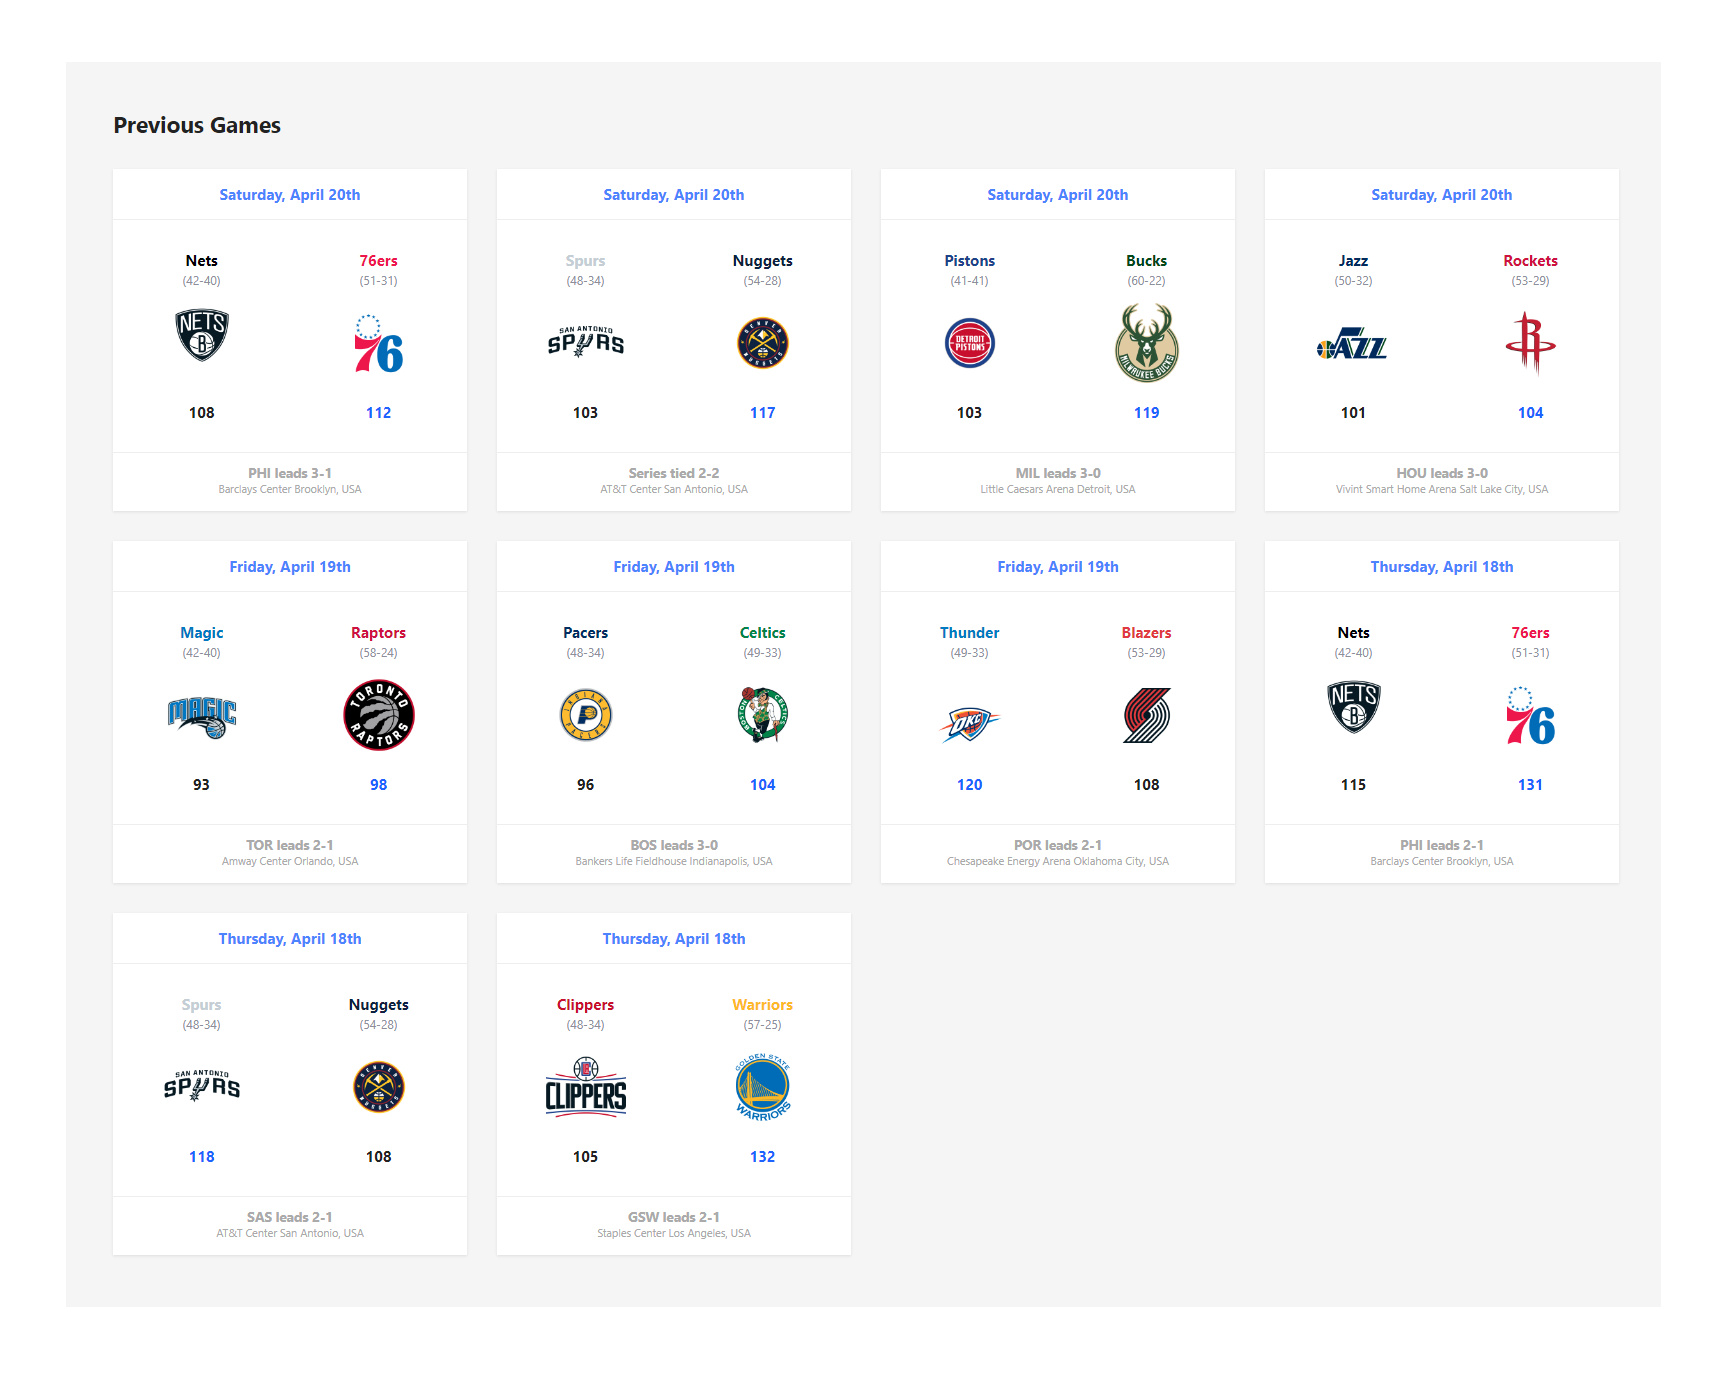 Previous Games
Saturday, April 20th
Nets 76ers
(42-40) (51-31)
NETS B 76
108 112
PHI leads 3-1
Barclays Center Brooklyn, USA
Saturday, April 20th
Spurs Nuggets
(48-34) (54-28)
SAN ANTONIO
SPURS
DENVER NUGGETS
103 117
Series tied 2-2
AT&T Center San Antonio, USA
Saturday, April 20th
Pistons Bucks
(41-41) (60-22)
DETROIT
PISTONS
MILWAUKEE BUCKS
103 119
MIL leads 3-0
Little Caesars Arena Detroit, USA
Saturday, April 20th
Jazz Rockets
(50-32) (53-29)
JAZZ R
101 104
HOU leads 3-0
Vivint Smart Home Arena Salt Lake City, USA
Friday, April 19th
Magic Raptors
(42-40) (58-24)
MAGIC
TORONTO
RAPTORS
93 98
TOR leads 2-1
Amway Center Orlando, USA
Friday, April 19th
Pacers Celtics
(48-34) (49-33)
INDIANA P PACERS
BOSTON CELTICS
96 104
BOS leads 3-0
Bankers Life Fieldhouse Indianapolis, USA
Friday, April 19th
Thunder Blazers
(49-33) (53-29)
OKC
120 108
POR leads 2-1
Chesapeake Energy Arena Oklahoma City, USA
Thursday, April 18th
Nets 76ers
(42-40) (51-31)
NETS B 76
115 131
PHI leads 2-1
Barclays Center Brooklyn, USA
Thursday, April 18th
Spurs Nuggets
(48-34) (54-28)
SAN ANTONIO
SPURS
DENVER NUGGETS
118 108
SAS leads 2-1
AT&T Center San Antonio, USA
Thursday, April 18th
Clippers Warriors
(48-34) (57-25)
CLIPPERS
GOLDEN STATE
WARRIORS
105 132
GSW leads 2-1
Staples Center Los Angeles, USA